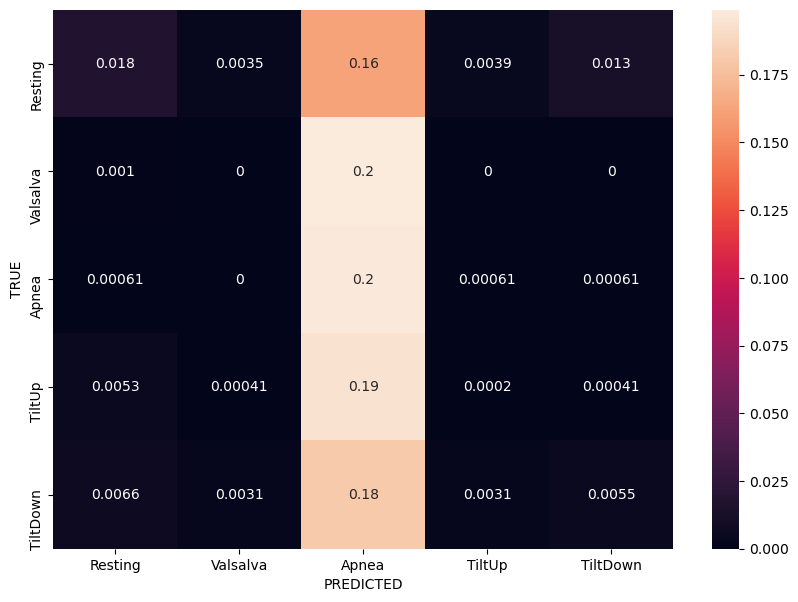 Resting 0.018 0.0035 0.16 0.0039 0.013
Valsalva 0.001 0 0.2 0 0
Apnea 0.00061 0 0.2 0.00061 0.00061
TiltUp 0.0053 0.00041 0.19 0.0002 0.00041
TiltDown 0.0066 0.0031 0.18 0.0031 0.0055
TRUE
Resting Valsalva Apnea TiltUp TiltDown
PREDICTED
0.175
0.150
0.125
0.100
0.075
0.050
0.025
0.000